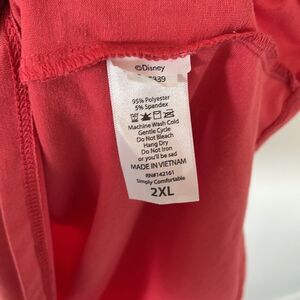 ©Disney
95% Polyester
5% Spandex
Machine Wash Cold
Gentle Cycle
Do Not Bleach
Hang Dry
Do Not Iron
or you'll be sad
MADE IN VIETNAM
RN#142161
Simply Comfortable
2XL